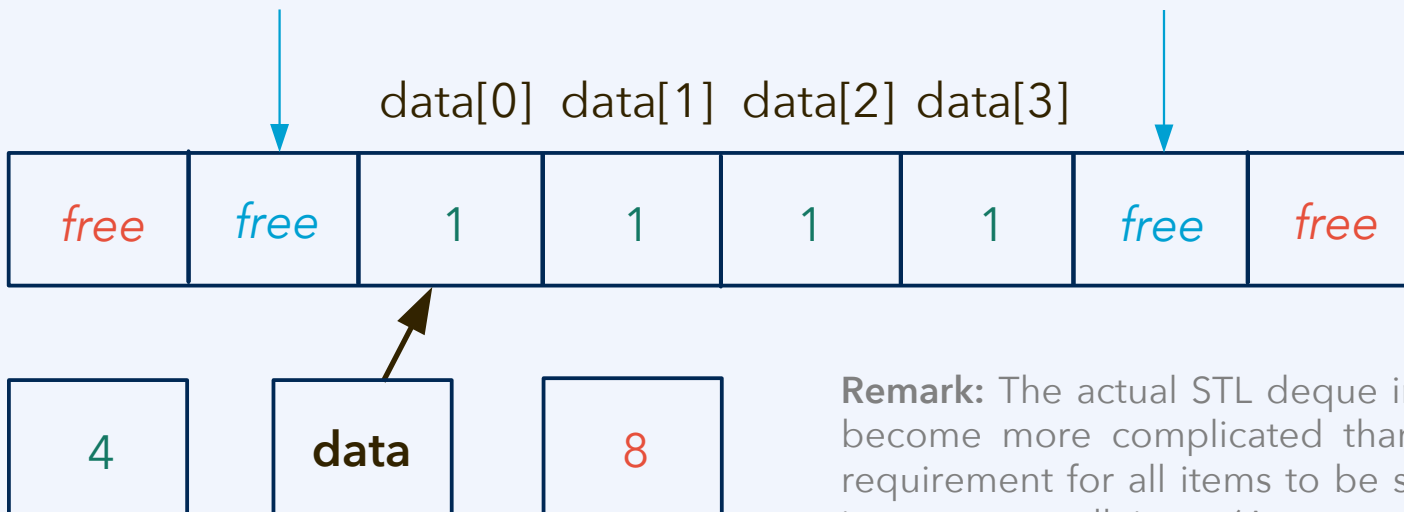 data[0] data[1] data[2] data[3]
free free 1 1 1 1 free free
4 data 8
Remark: The actual STL deque
become more complicated
requirement for all items to be